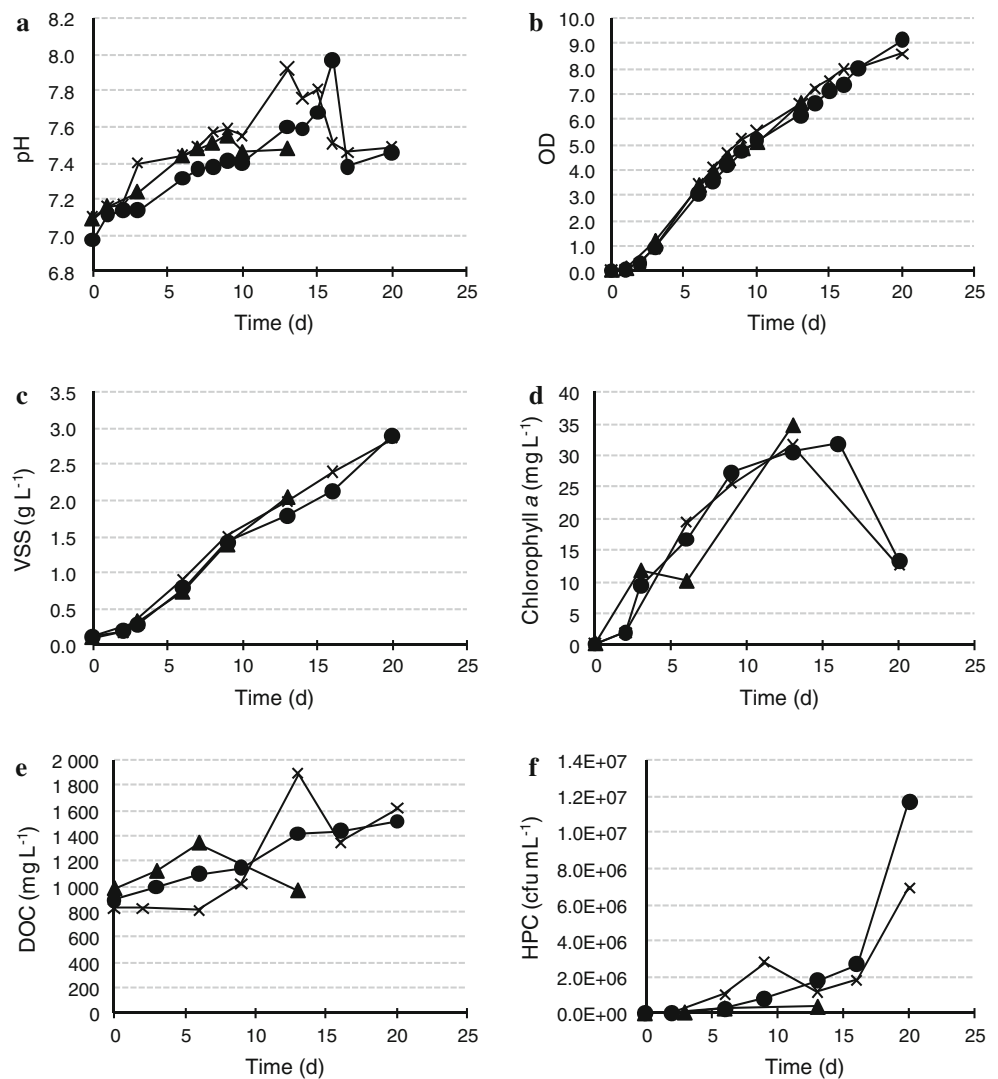 a
8.2
8.0
7.8
7.6
7.4
7.2
7.0
6.8
pH
0 5 10 15 20 25
Time (d)
b
10.0
9.0
8.0
7.0
6.0
5.0
4.0
3.0
2.0
1.0
0.0
OD
0 5 10 15 20 25
Time (d)
c
3.5
3.0
2.5
2.0
1.5
1.0
0.5
0.0
VSS (g L⁻¹)
0 5 10 15 20 25
Time (d)
d
40
35
30
25
20
15
10
5
0
Chlorophyll a (mg L⁻¹)
0 5 10 15 20 25
Time (d)
e
2 000
1 800
1 600
1 400
1 200
1 000
800
600
400
200
0
DOC (mg L⁻¹)
0 5 10 15 20 25
Time (d)
f
1.4E+07
1.2E+07
1.0E+07
8.0E+06
6.0E+06
4.0E+06
2.0E+06
0.0E+00
HPC (cfu mL⁻¹)
0 5 10 15 20 25
Time (d)